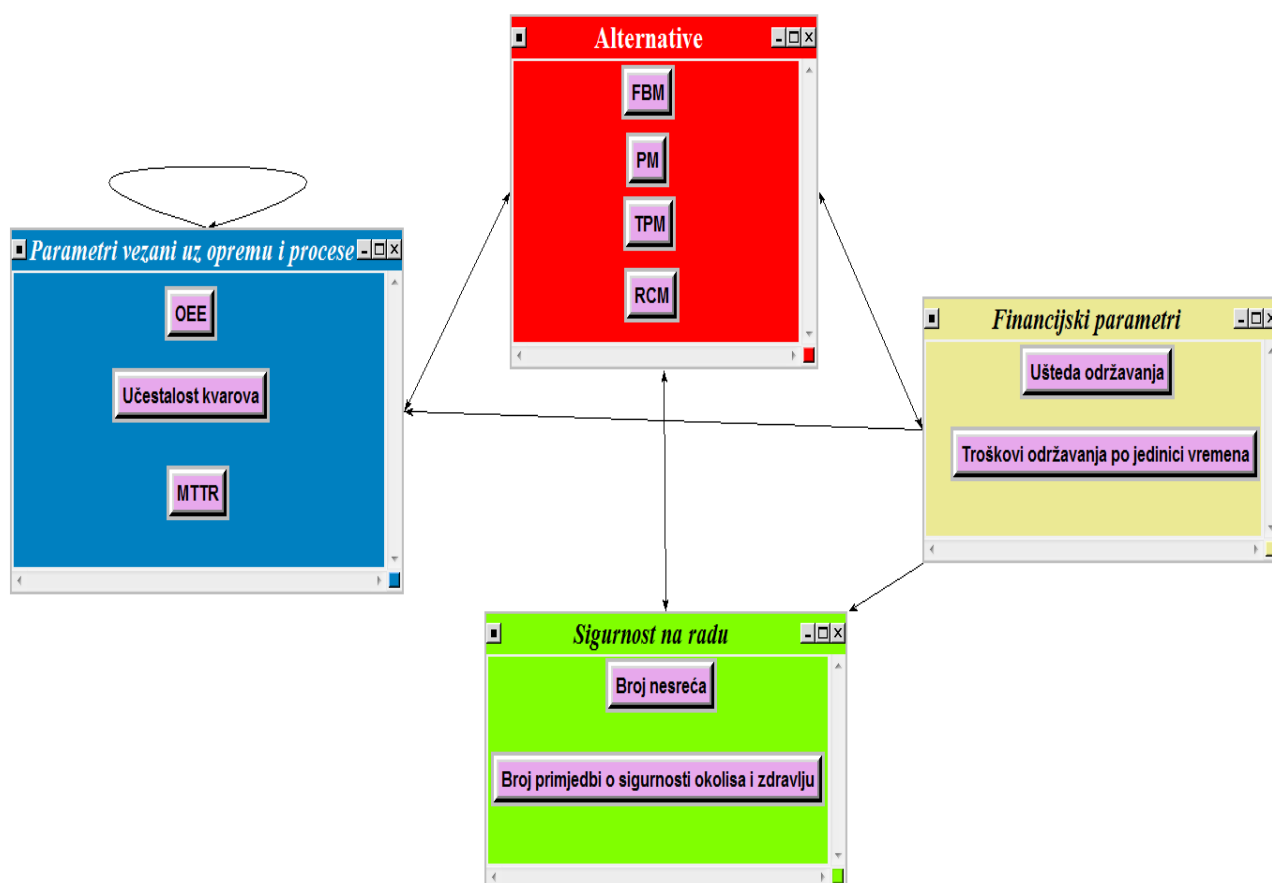 Alternative
FBM
PM
TPM
RCM
Parametri vezani uz opremu i procese
OEE
Učestalost kvarova
MTTR
Financijski parametri
Ušteda održavanja
Troškovi održavanja po jedinici vremena
Sigurnost na radu
Broj nesreća
Broj primjedbi o sigurnosti okolisa i zdravlju